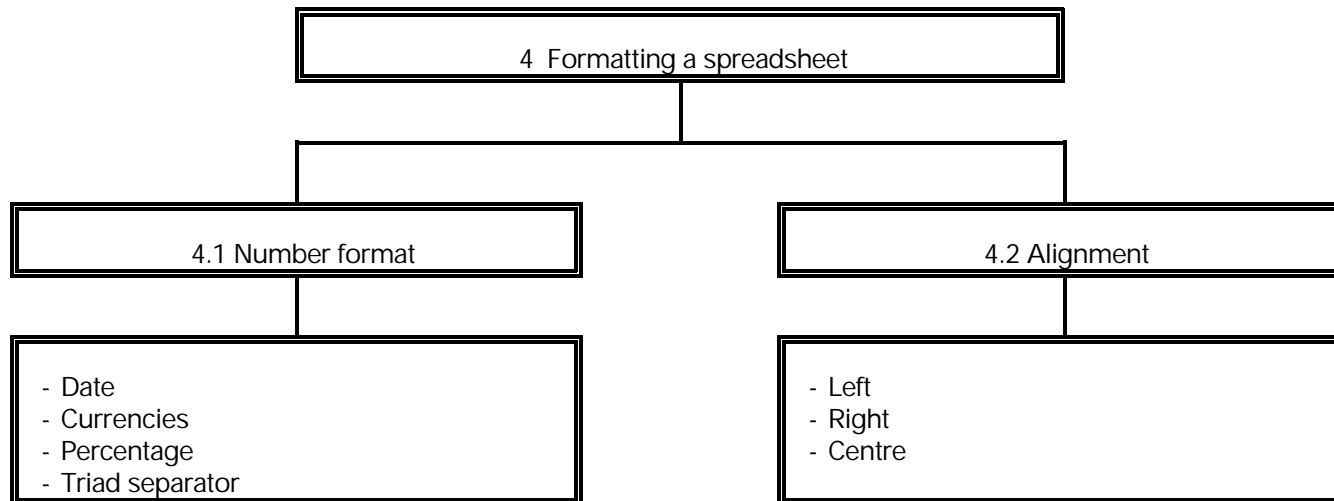 4 Formatting a spreadsheet
4.1 Number format
4.2 Alignment
- Date
- Currencies
- Percentage
- Triad separator
- Left
- Right
- Centre